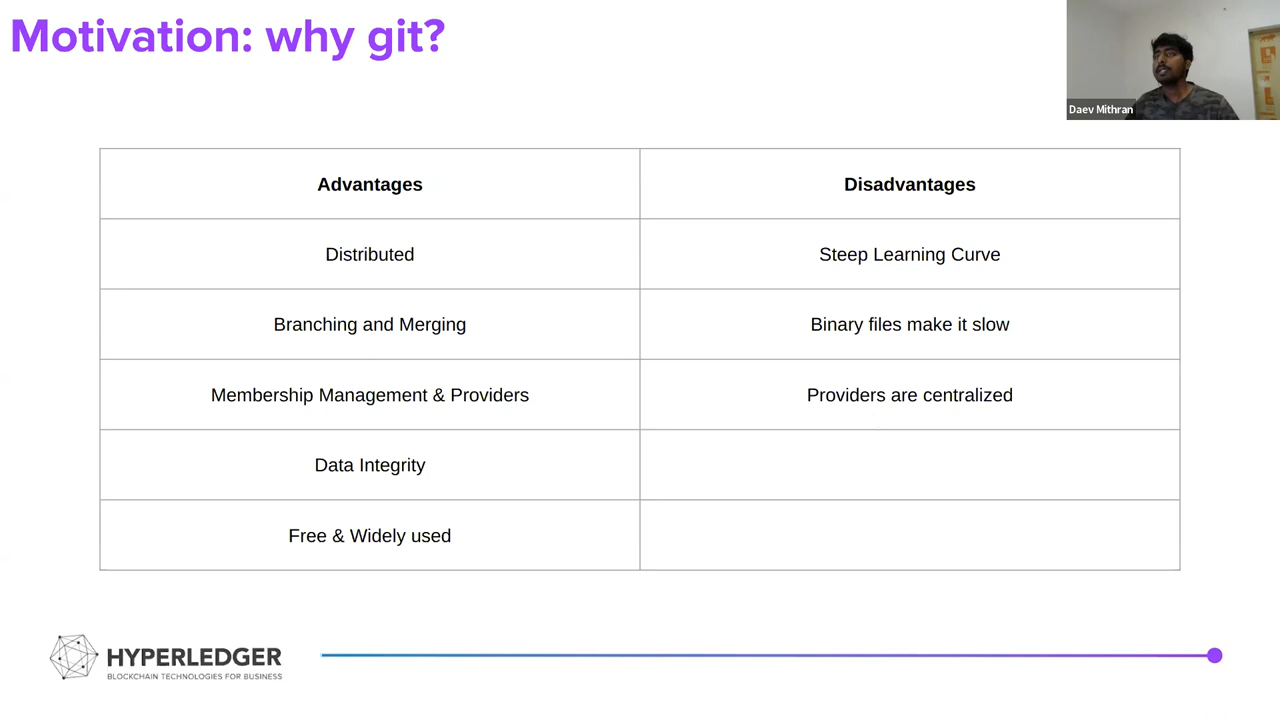 Motivation: why git?
Daev Mithran
Advantages
Disadvantages
Distributed
Steep Learning Curve
Branching and Merging
Binary files make it slow
Membership Management & Providers
Providers are centralized
Data Integrity
Free & Widely used
HYPERLEDGER
BLOCKCHAIN TECHNOLOGIES FOR BUSINESS